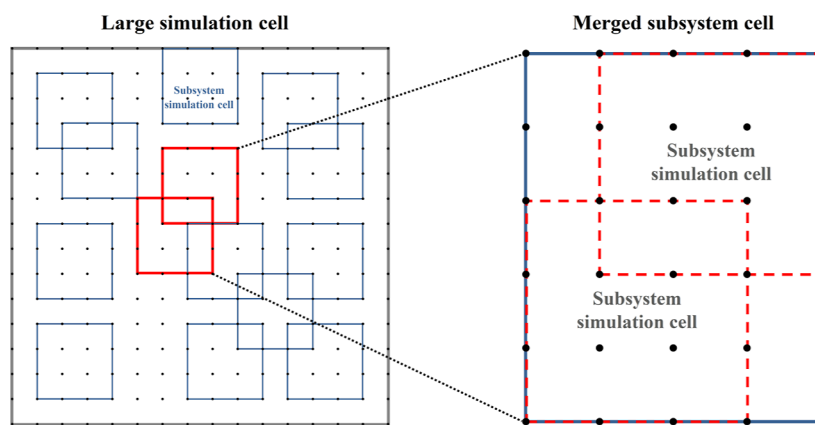 Large simulation cell
Merged subsystem cell
Subsystem
simulation cell
Subsystem
simulation cell
Subsystem
simulation cell